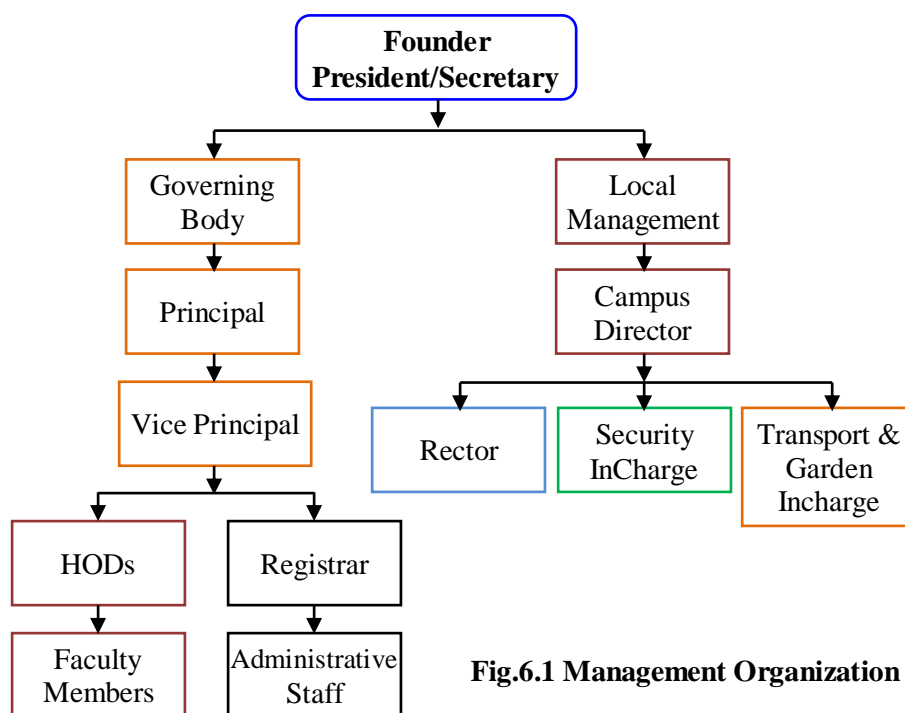 Founder
President/Secretary
Governing
Body
Local
Management
Principal
Campus
Director
Vice Principal
Rector
Security
InCharge
Transport &
Garden
Incharge
HODs
Registrar
Faculty
Members
Administrative
Staff
Fig.6.1 Management Organization